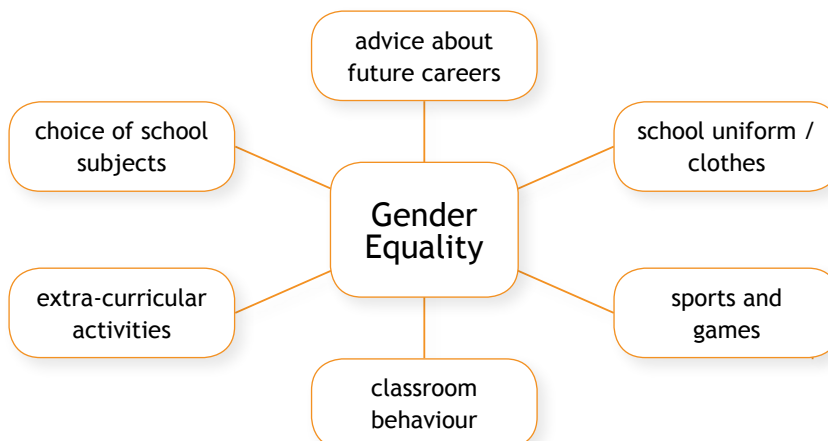 advice about
future careers
choice of school
subjects
school uniform /
clothes
Gender
Equality
extra-curricular
activities
sports and
games
classroom
behaviour